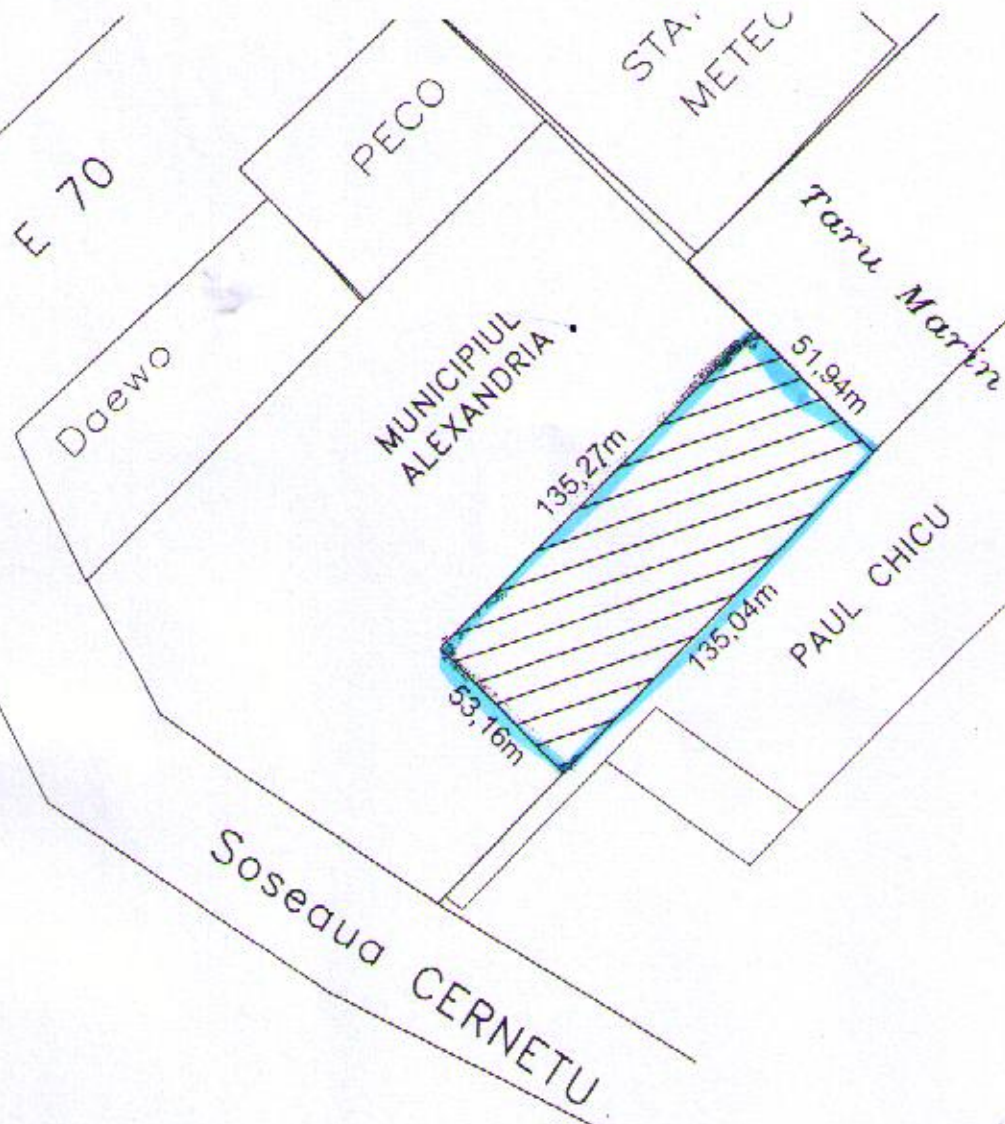 E 70
PECO
METEO
Taru Marin
Daewo
MUNICIPIUL
ALEXANDRIA
51.94m
135,27m
135,04m
PAUL CHICU
53,16m
Soseaua CERNETU